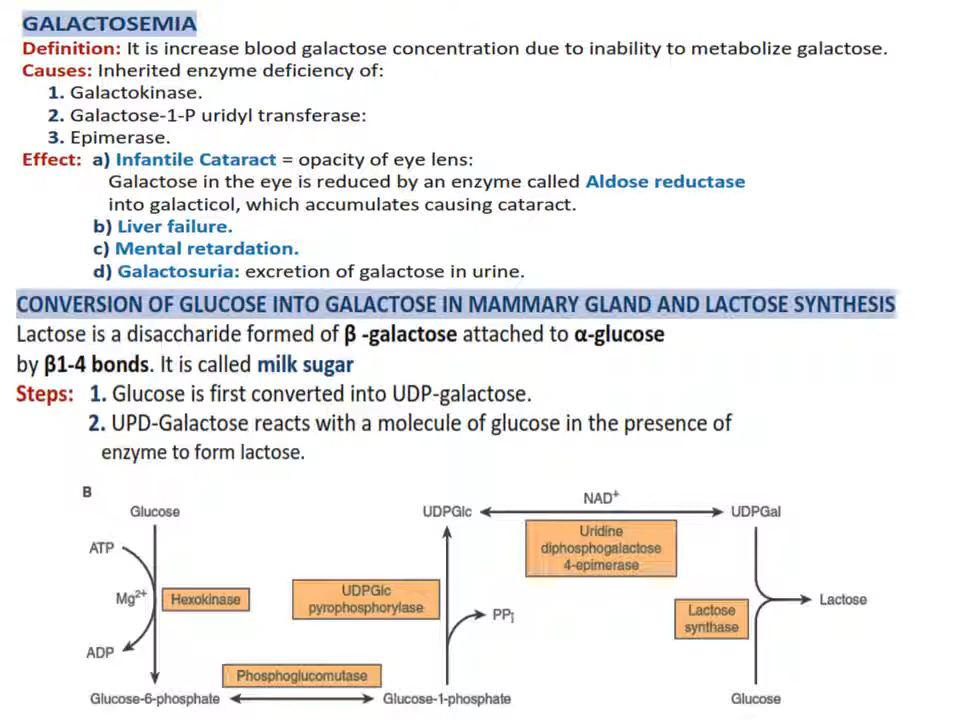 GALACTOSEMIA
Definition: It is increase blood galactose concentration due to inability to metabolize galactose.
Causes: Inherited enzyme deficiency of:
1. Galactokinase.
2. Galactose-1-P uridyl transferase:
3. Epimerase.
Effect: a) Infantile Cataract = opacity of eye lens:
Galactose in the eye is reduced by an enzyme called Aldose reductase
into galacticol, which accumulates causing cataract.
b) Liver failure.
c) Mental retardation.
d) Galactosuria: excretion of galactose in urine.
CONVERSION OF GLUCOSE INTO GALACTOSE IN MAMMARY GLAND AND LACTOSE SYNTHESIS
Lactose is a disaccharide formed of β -galactose attached to α-glucose
by β1-4 bonds. It is called milk sugar
Steps: 1. Glucose is first converted into UDP-galactose.
2. UPD-Galactose reacts with a molecule of glucose in the presence of
enzyme to form lactose.
B
Glucose
UDPGlc
NAD⁺
UDPGal
Uridine
diphosphogalactose
4-epimerase
ATP
Mg²⁺
Hexokinase
ADP
UDPGlc
pyrophosphorylase
PPᵢ
Lactose
synthase
Lactose
Phosphoglucomutase
Glucose-6-phosphate
Glucose-1-phosphate
Glucose